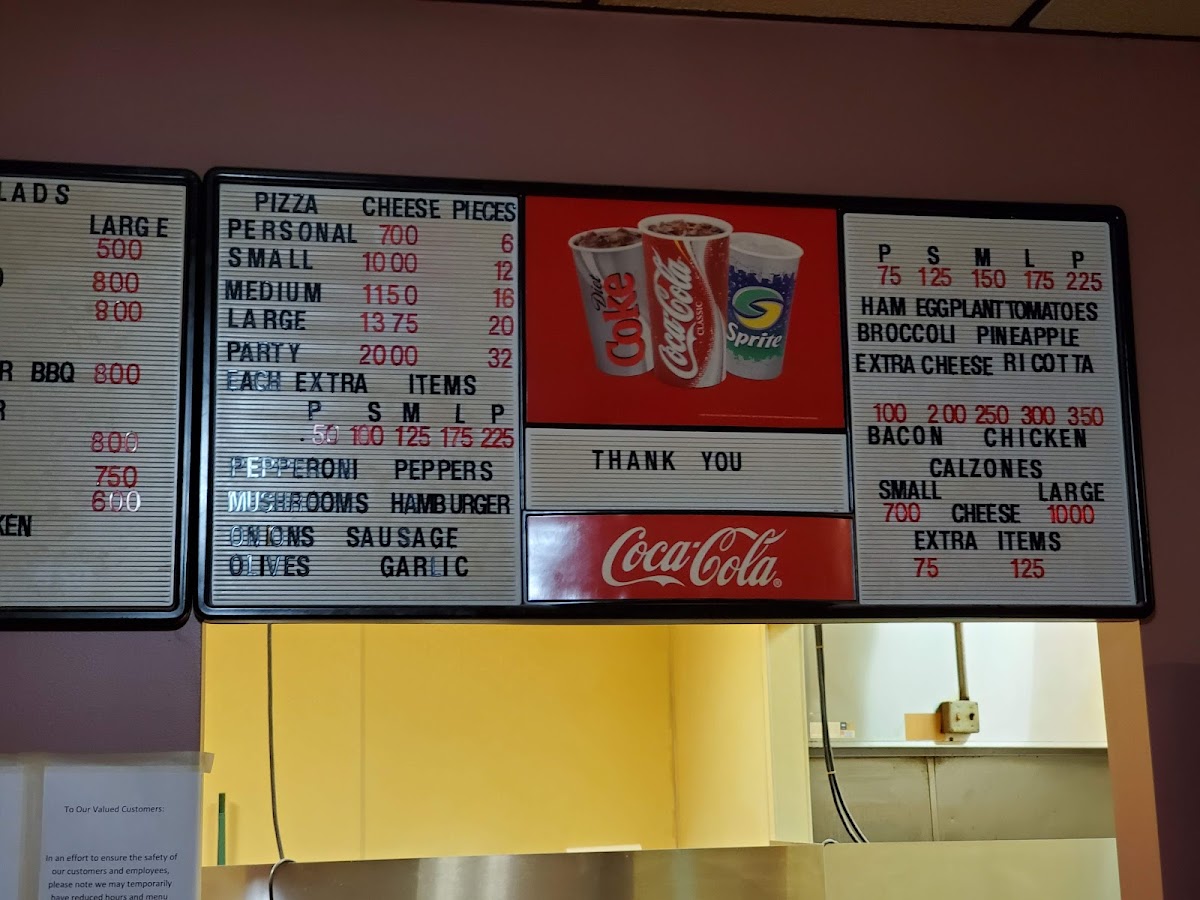 LADS
LARGE
500
800
800
R BBQ 800
R
800
750
600
KEN
PIZZA CHEESE PIECES
PERSONAL 700 6
SMALL 1000 12
MEDIUM 1150 16
LARGE 1375 20
PARTY 2000 32
EACH EXTRA ITEMS
P S M L P
.50 100 125 175 225
PEPPERONI PEPPERS
MUSHROOMS HAMBURGER
ONIONS SAUSAGE
OLIVES GARLIC
Diet Coke
Coca-Cola CLASSIC
Sprite
THANK YOU
Coca-Cola®
P S M L P
75 125 150 175 225
HAM EGGPLANT TOMATOES
BROCCOLI PINEAPPLE
EXTRA CHEESE RICOTTA
100 200 250 300 350
BACON CHICKEN
CALZONES
SMALL LARGE
700 CHEESE 1000
EXTRA ITEMS
75 125
To Our Valued Customers:
In an effort to ensure the safety of
our customers and employees,
please note we may temporarily
have reduced hours and menu